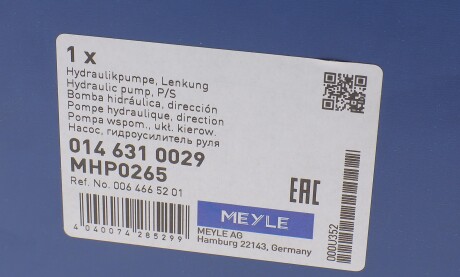 1 x
Hydraulikpumpe, Lenkung
Hydraulic pump, P/S
Bomba hidráulica, dirección
Pompe hydraulique, direction
Pompa wspom., ukł. kierow.
Насос, гидроусилитель руля
014 631 0029
MHP0265
Ref. No. 006 466 52 01
EAC
MEYLE
MEYLE AG
Hamburg 22143, Germany
4 040074 285299
000U352